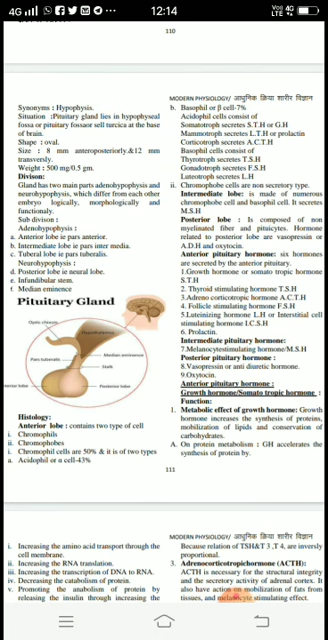 4G
12:14
Vo) 4G
LTE
110
Synonyms : Hypophysis.
Situation :Pituitary gland lies in hypophyseal
fossa or pituitary fossaor sell turcica at the base
of brain.
Shape : oval.
Size : 8 mm anteroposteriorly.&12 mm
transversly.
Weight : 500 mg/0.5 gm.
Divison:
Gland has two main parts adenohypophysis and
neurohypophysis, which differ from each other
embryo logically, morphologically and
functionaly.
Sub divison :
Adenohypophysis :
a. Anterior lobe ie pars anterior.
b. Intermediate lobe ie pars inter media.
c. Tuberal lobe ie pars tuberalis.
Neurohypophysis :
d. Posterior lobe ie neural lobe.
e. Infundibular stem.
f. Median eminence
Pituitary Gland
Optic chiasm
Hypothalamus
Median eminence
Pars tuberalis
Stalk
Anterior lobe
Posterior lobe
Histology:
Anterior lobe : contains two type of cell
i. Chromophils
ii. Chromophobes
i. Chromophil cells are 50% & it is of two types
a. Acidophil or α cell-43%
MODERN PHYSIOLOGY/ आधुनिक क्रिया शारीर विज्ञान
b. Basophil or β cell-7%
Acidophil cells consist of
Somatotroph secretes S.T.H or G.H
Mammotroph secretes L.T.H or prolactin
Corticotroph secretes A.C.T.H
Basophil cells consist of
Thyrotroph secretes T.S.H
Gonadotroph secretes F.S.H
Luteotroph secretes L.H
ii. Chromophobe cells are non secretory type.
Intermediate lobe: is made of numerous
chromophobe cell and basophil cell. It secretes
M.S.H
Posterior lobe : Is composed of non
myelinated fiber and pituicytes. Hormone
related to posterior lobe are vasopressin or
A.D.H and oxytocin.
Anterior pituitary hormone: six hormones
are secreted by the anterior pituitary.
1.Growth hormone or somato tropic hormone
S.T.H
2. Thyroid stimulating hormone T.S.H
3.Adreno corticotropic hormone A.C.T.H
4. Follicle stimulating hormone F.S.H
5.Luteinizing hormone L.H or Interstitial cell
stimulating hormone I.C.S.H
6. Prolactin.
Intermediate pituitary hormone:
7.Melanocytestimulating hormone/M.S.H
Posterior pituitary hormone :
8.Vasopressin or anti diuretic hormone.
9.Oxytocin.
Anterior pituitary hormone :
Growth hormone/Somato tropic hormone :
Function:
1. Metabolic effect of growth hormone: Growth
hormone increases the synthesis of proteins,
mobilization of lipids and conservation of
carbohydrates.
A. On protein metabolism : GH accelerates the
synthesis of protein by.
111
i. Increasing the amino acid transport through the
cell membrane.
ii. Increasing the RNA translation.
iii. Increasing the transcription of DNA to RNA.
iv. Decreasing the catabolism of protein.
v. Promoting the anabolism of protein by
releasing the insulin through increasing the
MODERN PHYSIOLOGY/ आधुनिक क्रिया शारीर विज्ञान
Because relation of TSH&T 3 ,T 4, are inversly
proportional.
3. Adrenocorticotropichormone (ACTH):
ACTH is necessary for the structural integrity
and the secretory activity of adrenal cortex. It
also have action on mobilization of fats from
tissues, and melanocyte stimulating effect.